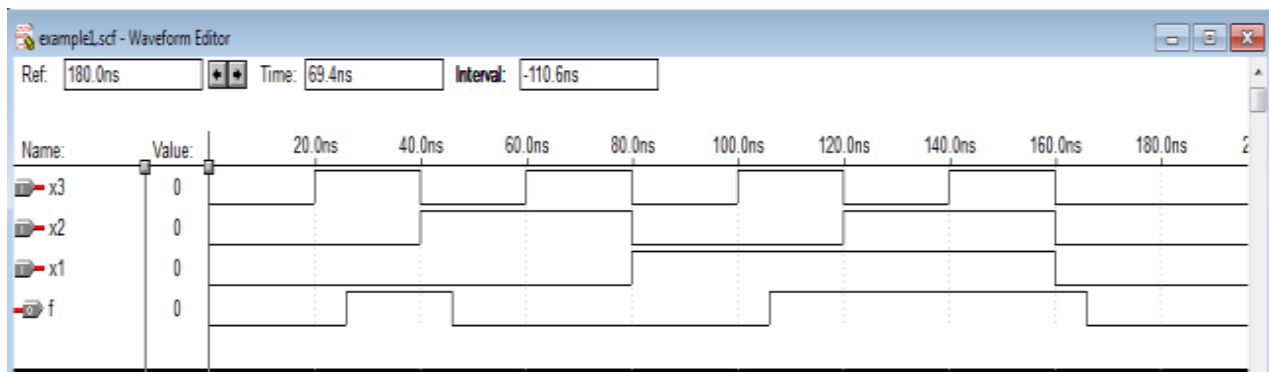 example1.scf - Waveform Editor
Ref: 180.0ns Time: 69.4ns Interval: -110.6ns
Name: Value: 20.0ns 40.0ns 60.0ns 80.0ns 100.0ns 120.0ns 140.0ns 160.0ns 180.0ns 2
x3 0
x2 0
x1 0
f 0